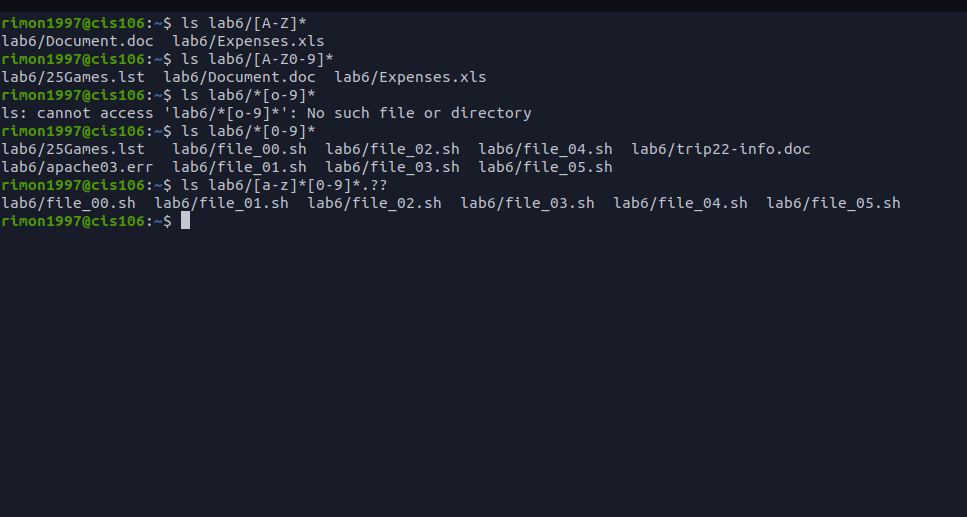 rimon1997@cis106:~$ ls lab6/[A-Z]*
lab6/Document.doc  lab6/Expenses.xls
rimon1997@cis106:~$ ls lab6/[A-Z0-9]*
lab6/25Games.lst  lab6/Document.doc  lab6/Expenses.xls
rimon1997@cis106:~$ ls lab6/*[o-9]*
ls: cannot access 'lab6/*[o-9]*': No such file or directory
rimon1997@cis106:~$ ls lab6/*[0-9]*
lab6/25Games.lst   lab6/file_00.sh  lab6/file_02.sh  lab6/file_04.sh  lab6/trip22-info.doc
lab6/apache03.err  lab6/file_01.sh  lab6/file_03.sh  lab6/file_05.sh
rimon1997@cis106:~$ ls lab6/[a-z]*[0-9]*.??
lab6/file_00.sh  lab6/file_01.sh  lab6/file_02.sh  lab6/file_03.sh  lab6/file_04.sh  lab6/file_05.sh
rimon1997@cis106:~$